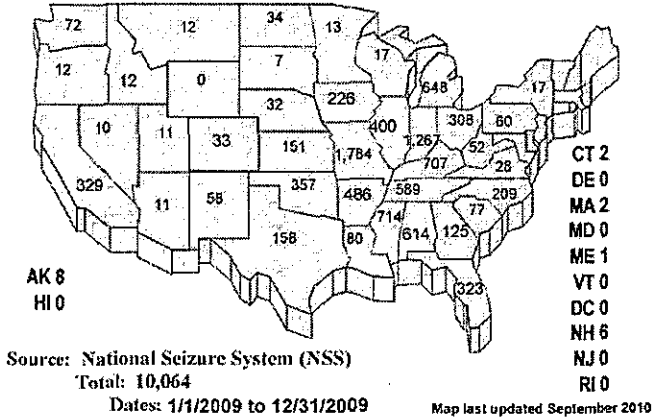 72 12 34 13
12 12 0 7 17 648 17
10 11 33 32 226 400 1,267 308 60
329 151 1,784 707 52 28
11 58 357 486 589 209
158 80 714 614 125 77
323
CT 2
DE 0
MA 2
MD 0
ME 1
VT 0
DC 0
NH 6
NJ 0
RI 0
AK 8
HI 0
Source: National Seizure System (NSS)
Total: 10,064
Dates: 1/1/2009 to 12/31/2009
Map last updated September 2010